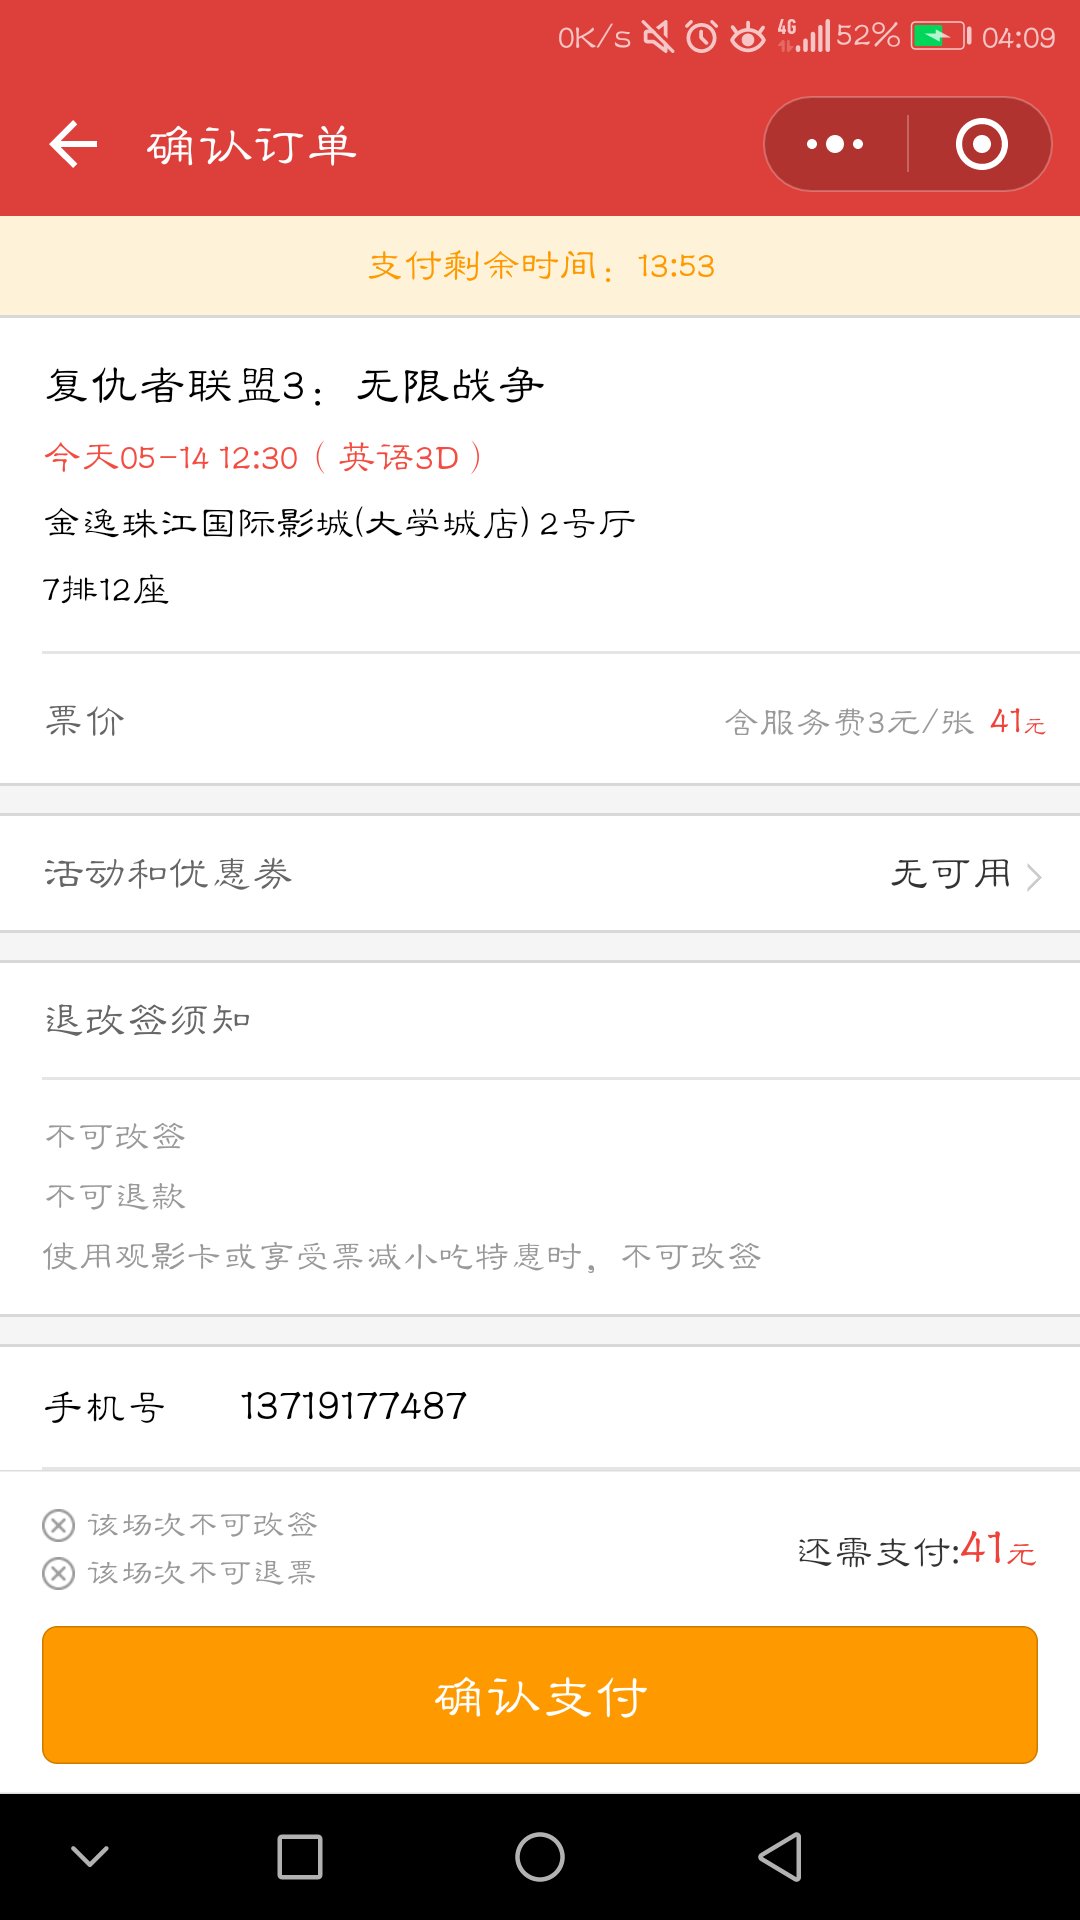 0K/s 4G 52% 04:09
确认订单
支付剩余时间：13:53
复仇者联盟3：无限战争
今天05-14 12:30（英语3D）
金逸珠江国际影城(大学城店) 2号厅
7排12座
票价 含服务费3元/张 41元
活动和优惠券 无可用
退改签须知
不可改签
不可退款
使用观影卡或享受票减小吃特惠时，不可改签
手机号 13719177487
该场次不可改签
该场次不可退票
还需支付:41元
确认支付